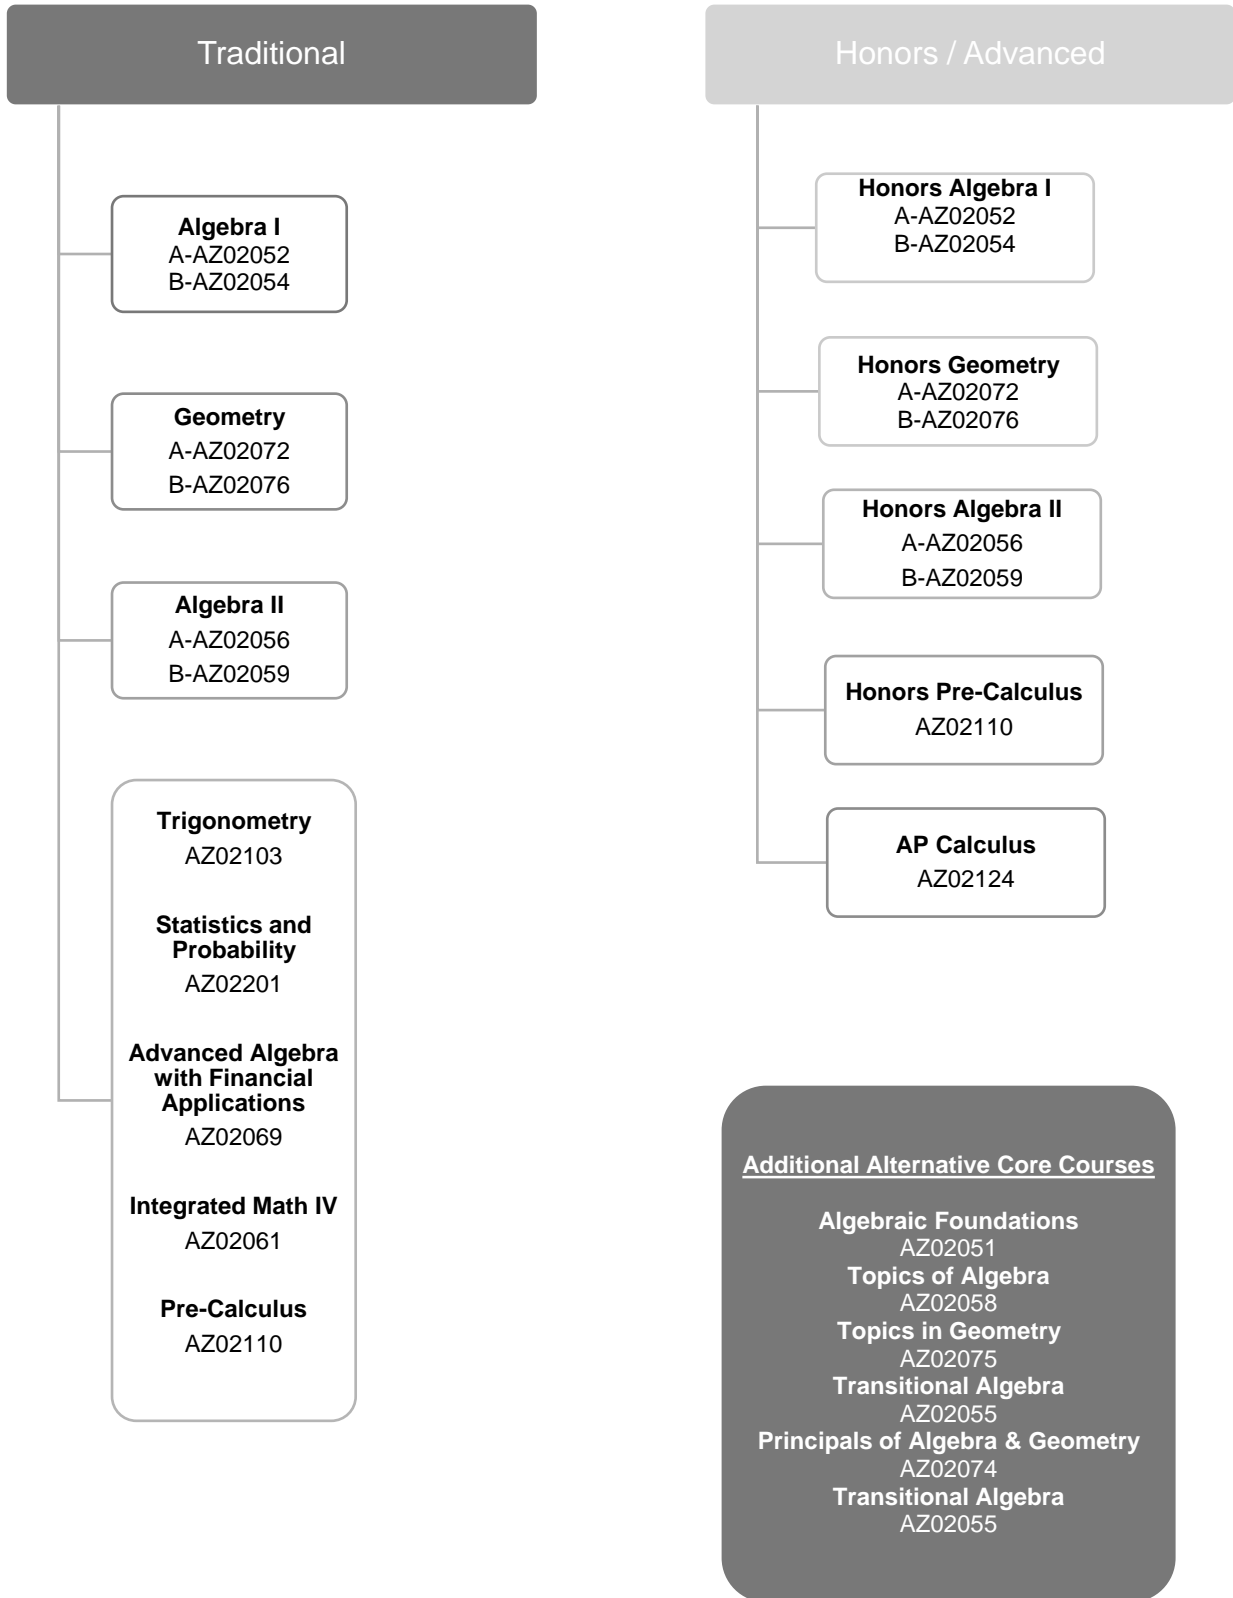 Traditional
Algebra I
A-AZ02052
B-AZ02054
Geometry
A-AZ02072
B-AZ02076
Algebra II
A-AZ02056
B-AZ02059
Trigonometry
AZ02103
Statistics and
Probability
AZ02201
Advanced Algebra
with Financial
Applications
AZ02069
Integrated Math IV
AZ02061
Pre-Calculus
AZ02110
Honors / Advanced
Honors Algebra I
A-AZ02052
B-AZ02054
Honors Geometry
A-AZ02072
B-AZ02076
Honors Algebra II
A-AZ02056
B-AZ02059
Honors Pre-Calculus
AZ02110
AP Calculus
AZ02124
Additional Alternative Core Courses
Algebraic Foundations
AZ02051
Topics of Algebra
AZ02058
Topics in Geometry
AZ02075
Transitional Algebra
AZ02055
Principals of Algebra & Geometry
AZ02074
Transitional Algebra
AZ02055